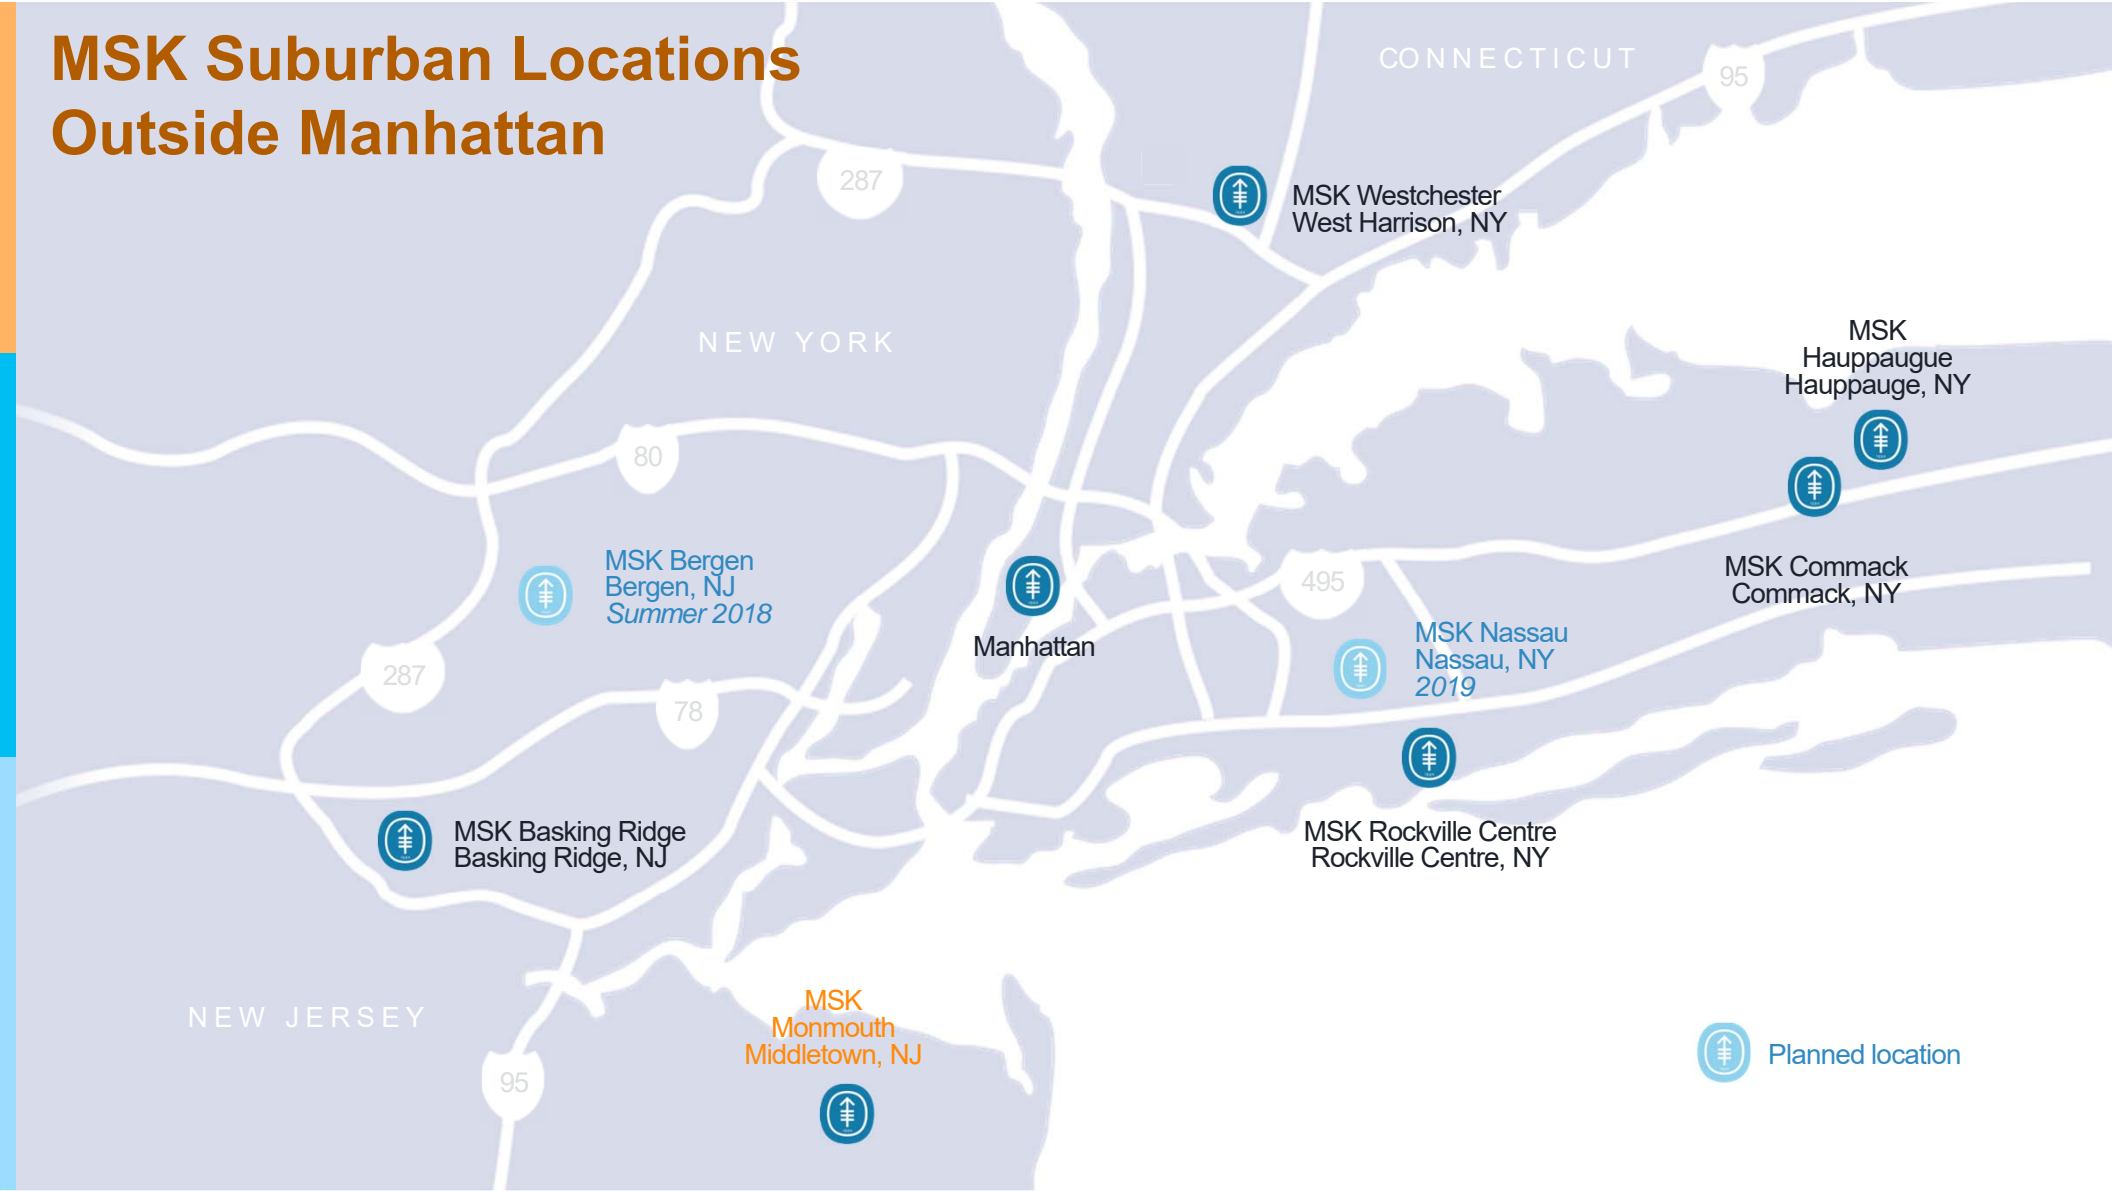 MSK Suburban Locations
Outside Manhattan
CONNECTICUT
95
287
MSK Westchester
West Harrison, NY
NEW YORK
MSK
Hauppaugue
Hauppauge, NY
80
MSK Bergen
Bergen, NJ
Summer 2018
MSK Commack
Commack, NY
495
Manhattan
MSK Nassau
Nassau, NY
2019
287
78
MSK Basking Ridge
Basking Ridge, NJ
MSK Rockville Centre
Rockville Centre, NY
NEW JERSEY
MSK
Monmouth
Middletown, NJ
Planned location
95